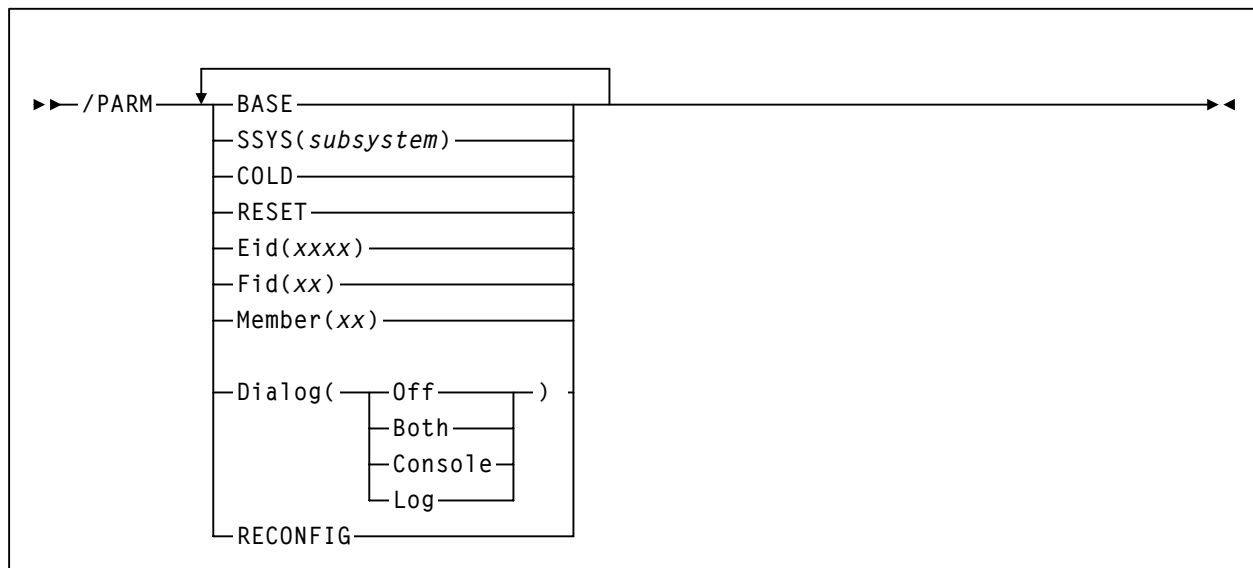 /PARM BASE
SSYS(subsystem)
COLD
RESET
Eid(xxxx)
Fid(xx)
Member(xx)
Dialog( Off )
Both
Console
Log
RECONFIG